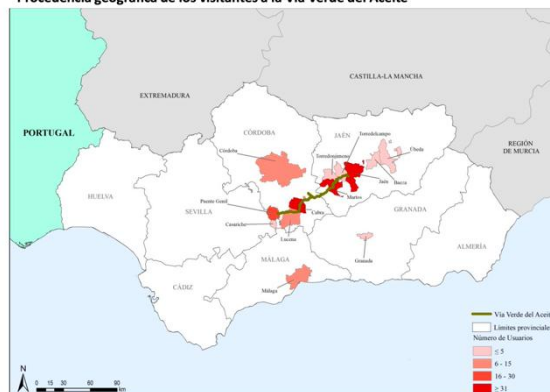 Procedencia geográfica de los visitantes a la Vía Verde del Aceite
CASTILLA-LA MANCHA
EXTREMADURA
PORTUGAL
CÓRDOBA
JAÉN
Torredelcampo
Torredonjimeno
Úbeda
REGIÓN
DE MURCIA
Córdoba
Jaén
Baeza
Martos
HUELVA
SEVILLA
Puente Genil
Cabra
GRANADA
Casariche
Lucena
Granada
ALMERÍA
MÁLAGA
Málaga
CÁDIZ
Vía Verde del Aceite
Límites provinciales
Número de Usuarios
≤ 5
6 - 15
16 - 30
≥ 31
N
0 15 30 45 60 75 90
km